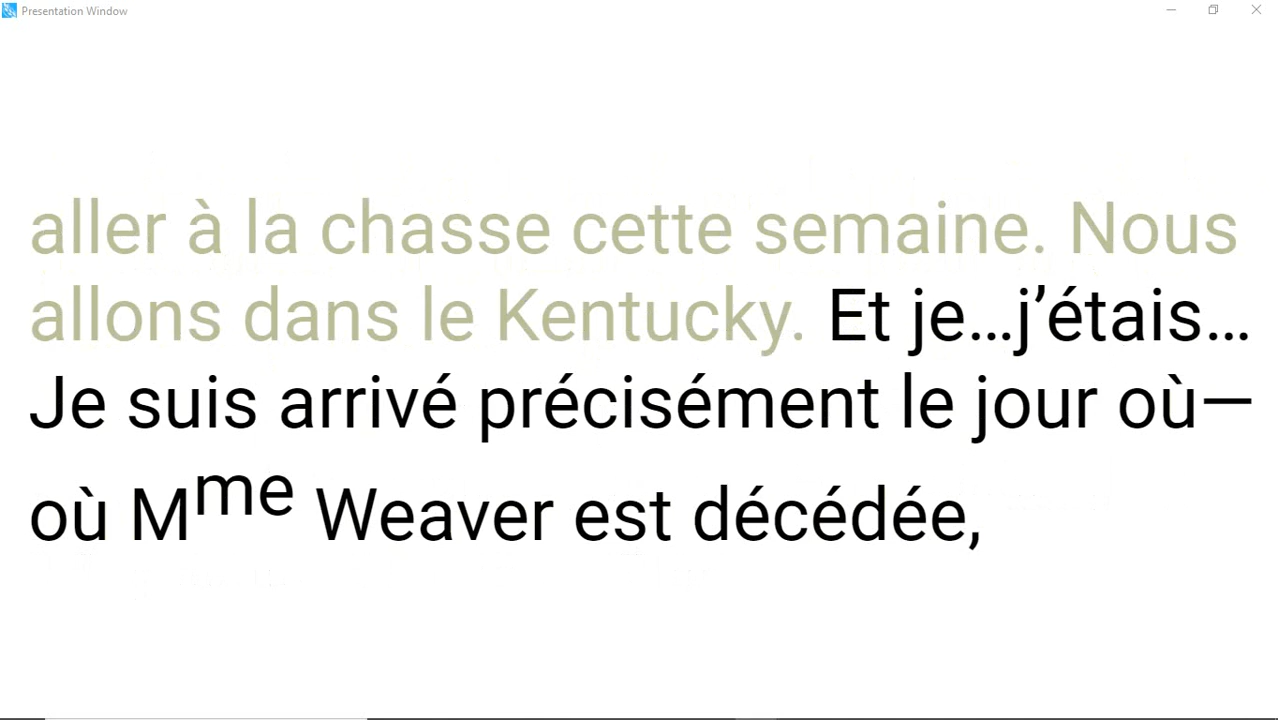 Presentation Window
aller à la chasse cette semaine. Nous
allons dans le Kentucky. Et je…j’étais…
Je suis arrivé précisément le jour où—
où Mᵐᵉ Weaver est décédée,